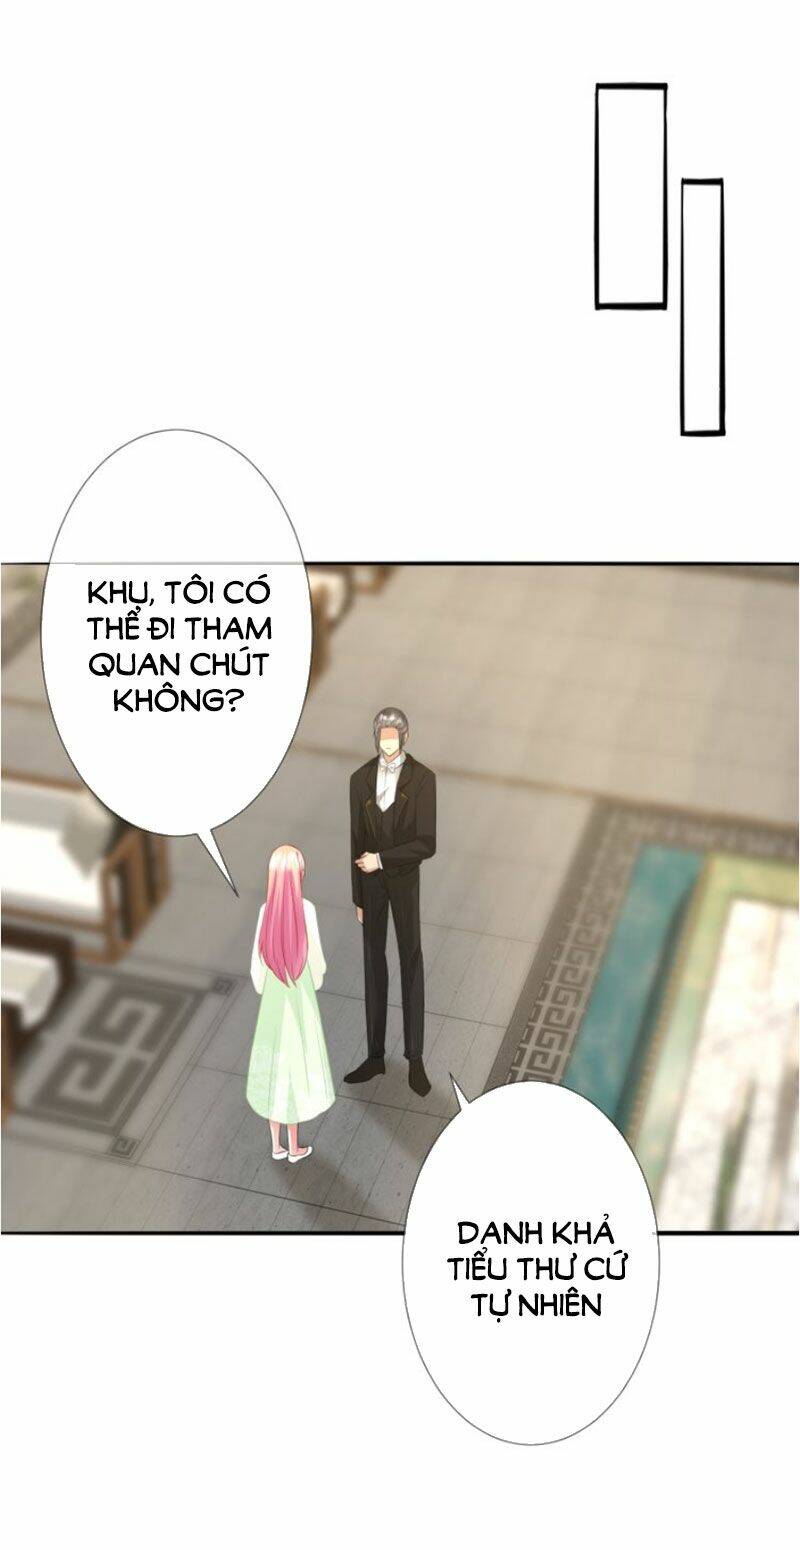 KHỤ, TÔI CÓ
THỂ ĐI THAM
QUAN CHÚT
KHÔNG?
DANH KHẢ
TIỂU THƯ CỨ
TỰ NHIÊN